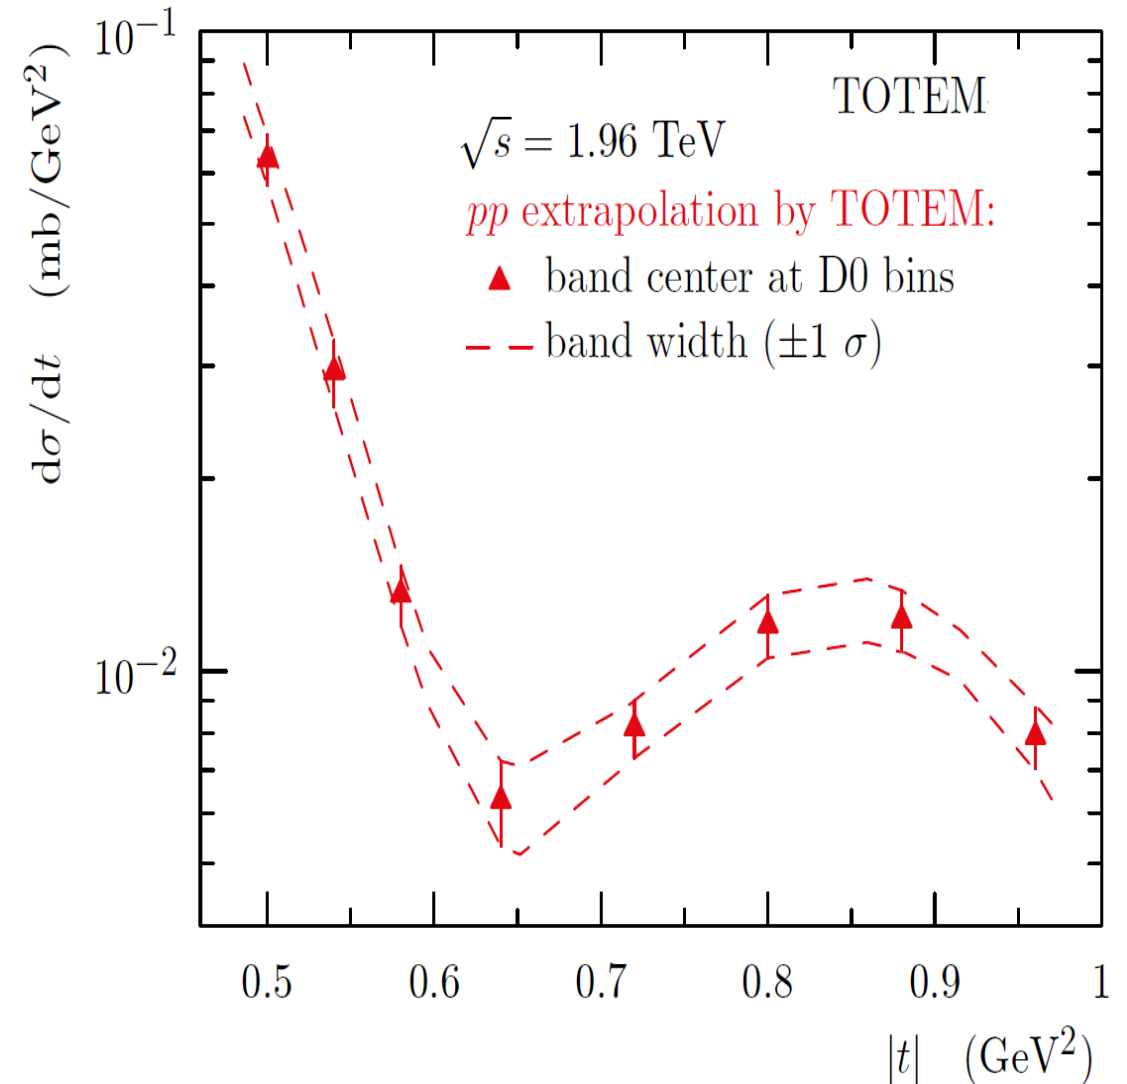 10⁻¹
TOTEM
√s = 1.96 TeV
pp extrapolation by TOTEM:
band center at D0 bins
band width (±1 σ)
dσ/dt (mb/GeV²)
10⁻²
0.5 0.6 0.7 0.8 0.9 1
|t| (GeV²)